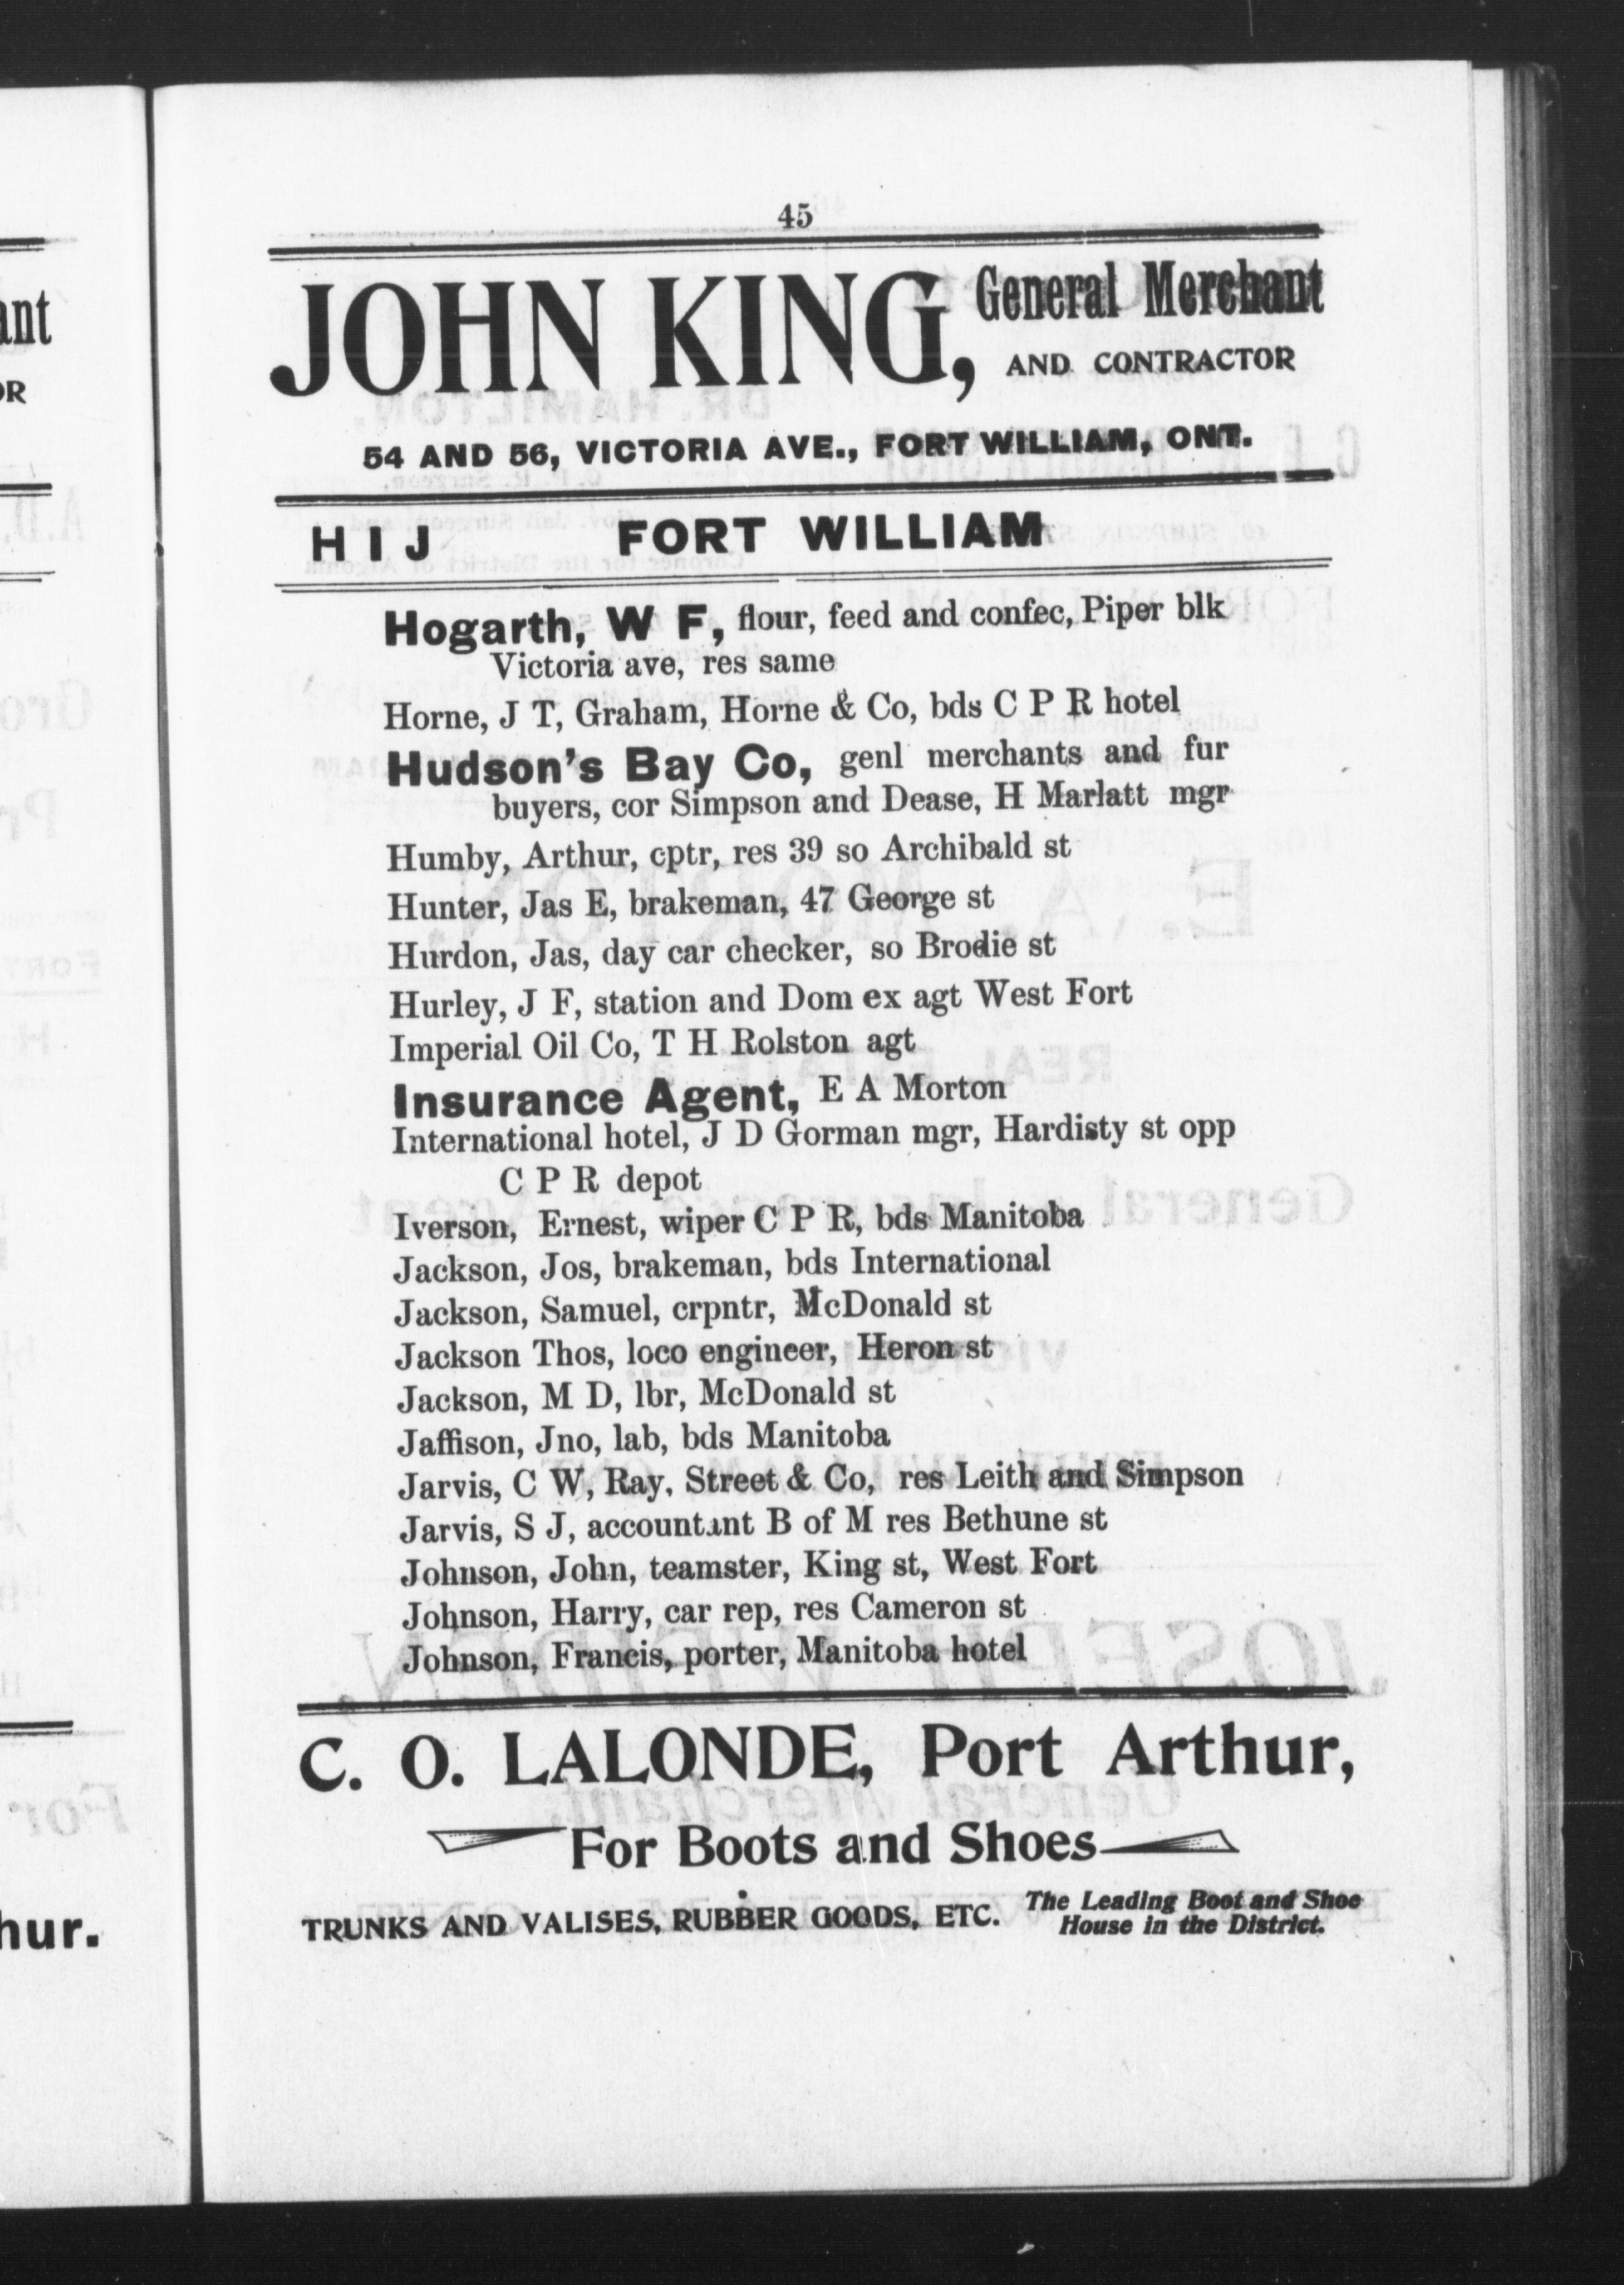 45
JOHN KING, General Merchant
AND CONTRACTOR
54 AND 56, VICTORIA AVE., FORT WILLIAM, ONT.
H I J FORT WILLIAM
Hogarth, W F, flour, feed and confec, Piper blk
Victoria ave, res same
Horne, J T, Graham, Horne & Co, bds C P R hotel
Hudson's Bay Co, genl merchants and fur
buyers, cor Simpson and Dease, H Marlatt mgr
Humby, Arthur, cptr, res 39 so Archibald st
Hunter, Jas E, brakeman, 47 George st
Hurdon, Jas, day car checker, so Brodie st
Hurley, J F, station and Dom ex agt West Fort
Imperial Oil Co, T H Rolston agt
Insurance Agent, E A Morton
International hotel, J D Gorman mgr, Hardisty st opp
C P R depot
Iverson, Ernest, wiper C P R, bds Manitoba
Jackson, Jos, brakeman, bds International
Jackson, Samuel, crpntr, McDonald st
Jackson Thos, loco engineer, Heron st
Jackson, M D, lbr, McDonald st
Jaffison, Jno, lab, bds Manitoba
Jarvis, C W, Ray, Street & Co, res Leith and Simpson
Jarvis, S J, accountant B of M res Bethune st
Johnson, John, teamster, King st, West Fort
Johnson, Harry, car rep, res Cameron st
Johnson, Francis, porter, Manitoba hotel
C. O. LALONDE, Port Arthur,
For Boots and Shoes
TRUNKS AND VALISES, RUBBER GOODS, ETC. The Leading Boot and Shoe
House in the District.